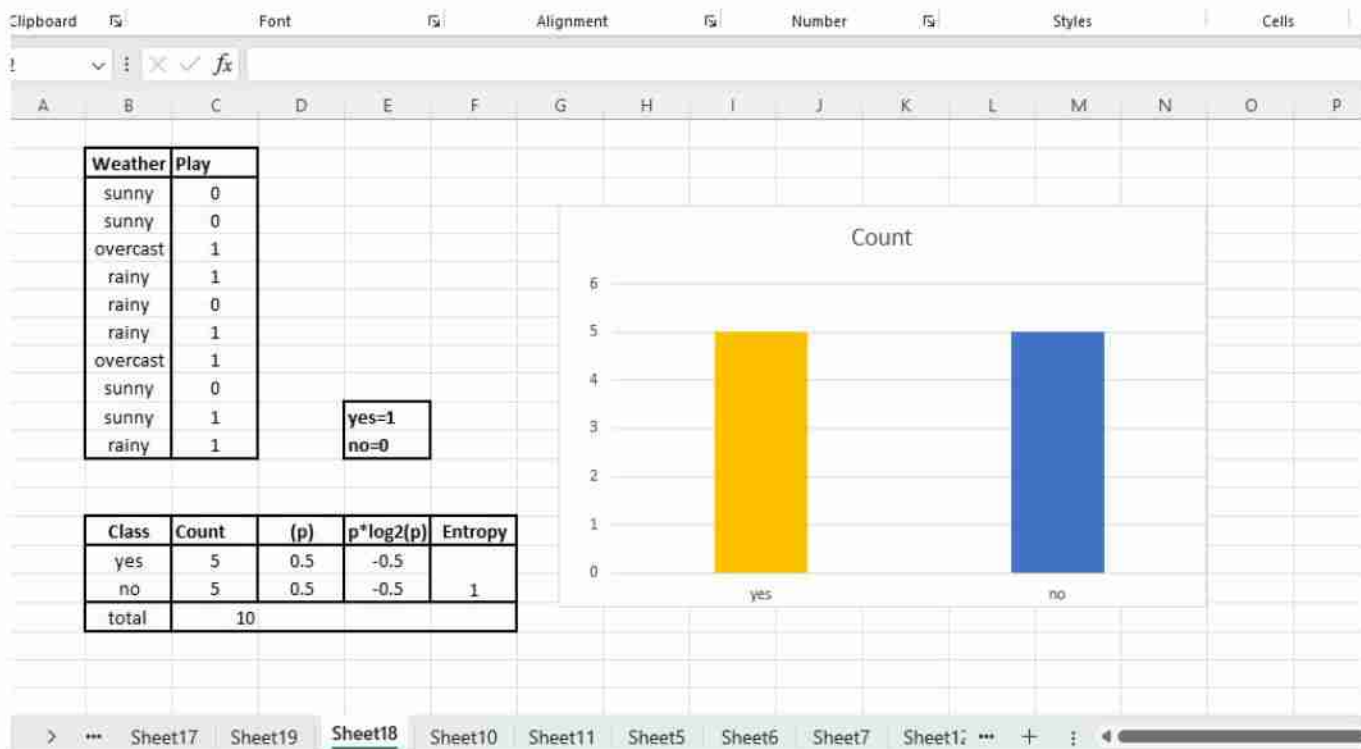 Clipboard Font Alignment Number Styles Cells
fx
A B C D E F G H I J K L M N O P
Weather Play
sunny 0
sunny 0
overcast 1
rainy 1
rainy 0
rainy 1
overcast 1
sunny 0
sunny 1
rainy 1
yes=1
no=0
Class Count (p) p*log2(p) Entropy
yes 5 0.5 -0.5
no 5 0.5 -0.5 1
total 10
Count
6
5
4
3
2
1
0
yes no
Sheet17 Sheet19 Sheet18 Sheet10 Sheet11 Sheet5 Sheet6 Sheet7